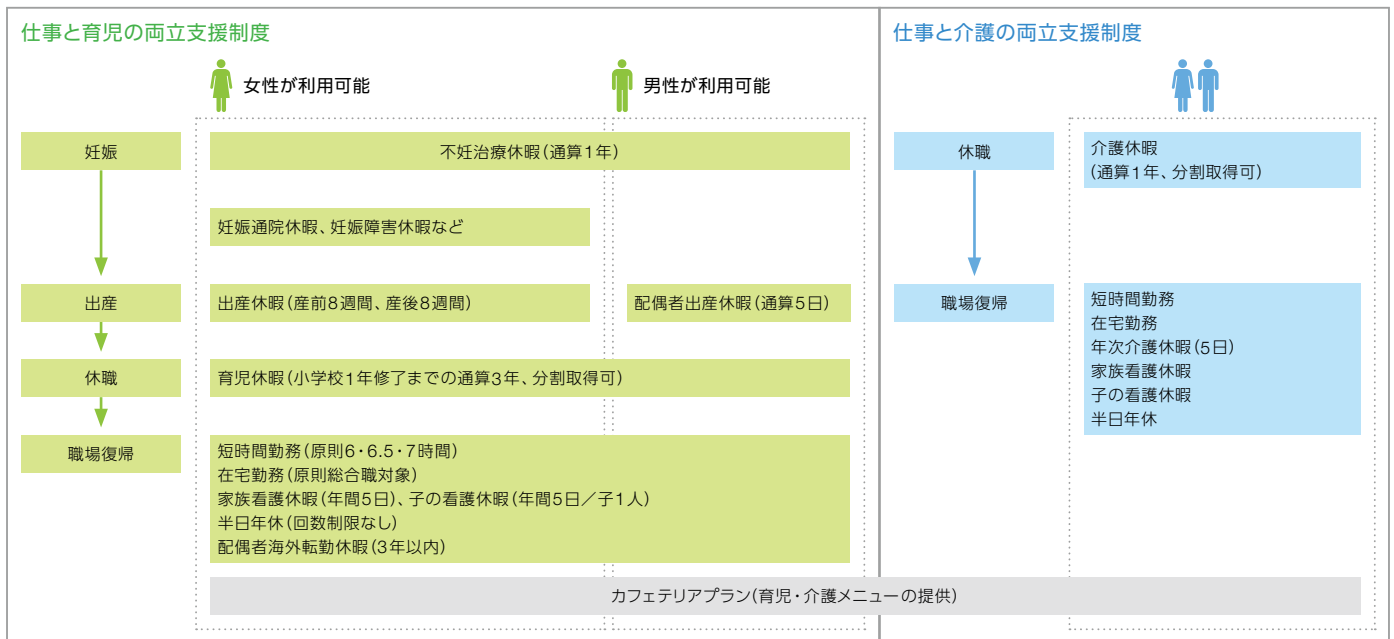 仕事と育児の両立支援制度
女性が利用可能
男性が利用可能
妊娠
不妊治療休暇(通算1年)
妊娠通院休暇、妊娠障害休暇など
出産
出産休暇(産前8週間、産後8週間)
配偶者出産休暇(通算5日)
休職
育児休暇(小学校1年修了までの通算3年、分割取得可)
職場復帰
短時間勤務(原則6・6.5・7時間)
在宅勤務(原則総合職対象)
家族看護休暇(年間5日)、子の看護休暇(年間5日／子1人)
半日年休(回数制限なし)
配偶者海外転勤休暇(3年以内)
仕事と介護の両立支援制度
休職
介護休暇
(通算1年、分割取得可)
職場復帰
短時間勤務
在宅勤務
年次介護休暇(5日)
家族看護休暇
子の看護休暇
半日年休
カフェテリアプラン(育児・介護メニューの提供)